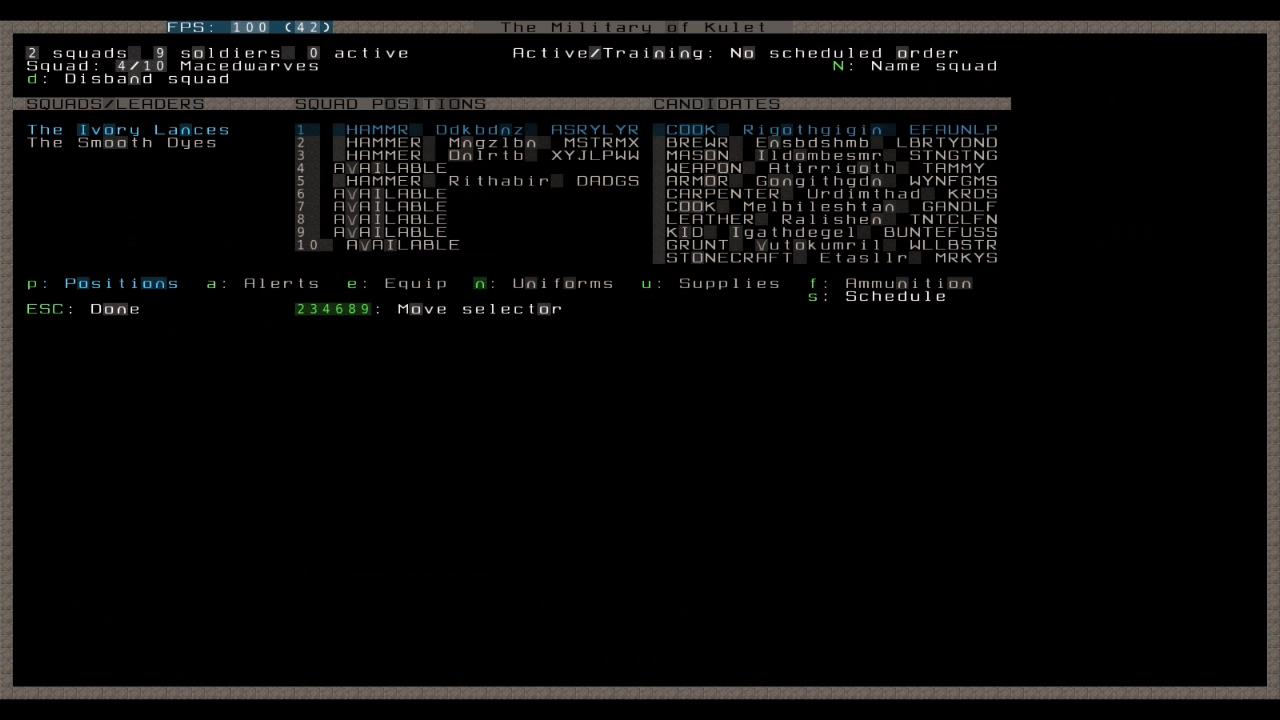 FPS: 100 (42) The Military of Kulet
2 squads 9 soldiers 0 active Active/Training: No scheduled order
Squad: 4/10 Macedwarves N: Name squad
d: Disband squad
SQUADS/LEADERS SQUAD POSITIONS CANDIDATES
The Ivory Lances 1 HAMMR Ddkbdnz ASRYLYR COOK Rigothgigin EFAUNLP
The Smooth Dyes 2 HAMMER Mngzlbn MSTRMX BREWR Ensbdshmb LBRTYDND
3 HAMMER Onlrtb XYJLPWW MASON Ildombesmr STNGTNG
4 AVAILABLE WEAPON Atirrigoth TAMMY
5 HAMMER Rithabir DADGS ARMOR Gongithgdn WYNFGMS
6 AVAILABLE CARPENTER Urdimthad KRDS
7 AVAILABLE COOK Melbileshtan GANDLF
8 AVAILABLE LEATHER Ralishen TNTCLFN
9 AVAILABLE KID Igathdegel BUNTEFUSS
10 AVAILABLE GRUNT Vutokumril WLLBSTR
STONECRAFT Etasllr MRKYS
p: Positions a: Alerts e: Equip n: Uniforms u: Supplies f: Ammunition
s: Schedule
ESC: Done 234689: Move selector